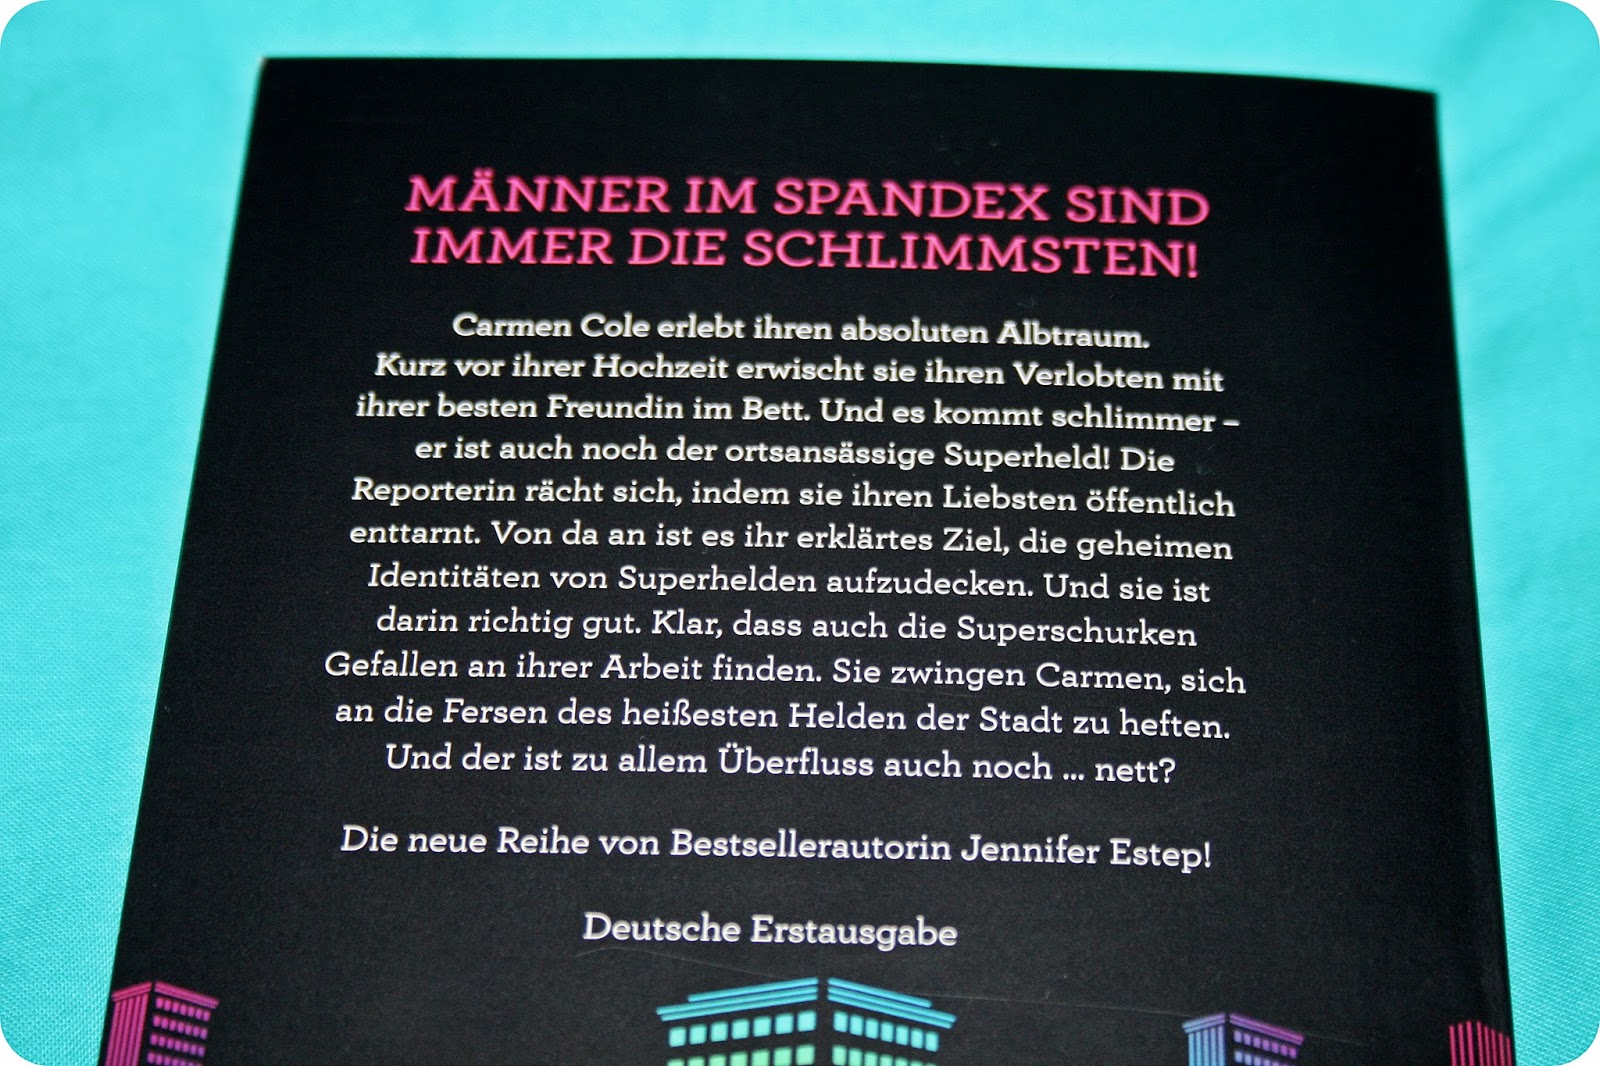 MÄNNER IM SPANDEX SIND
IMMER DIE SCHLIMMSTEN!
Carmen Cole erlebt ihren absoluten Albtraum.
Kurz vor ihrer Hochzeit erwischt sie ihren Verlobten mit
ihrer besten Freundin im Bett. Und es kommt schlimmer –
er ist auch noch der ortsansässige Superheld! Die
Reporterin rächt sich, indem sie ihren Liebsten öffentlich
enttarnt. Von da an ist es ihr erklärtes Ziel, die geheimen
Identitäten von Superhelden aufzudecken. Und sie ist
darin richtig gut. Klar, dass auch die Superschurken
Gefallen an ihrer Arbeit finden. Sie zwingen Carmen, sich
an die Fersen des heißesten Helden der Stadt zu heften.
Und der ist zu allem Überfluss auch noch ... nett?
Die neue Reihe von Bestsellerautorin Jennifer Estep!
Deutsche Erstausgabe